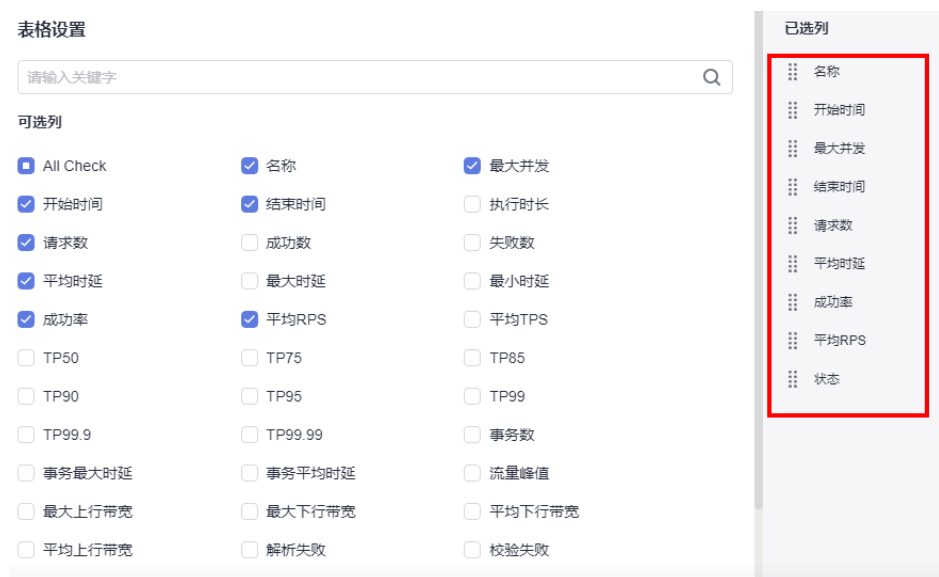 表格设置
请输入关键字
可选列
All Check 名称 最大并发
开始时间 结束时间 执行时长
请求数 成功数 失败数
平均时延 最大时延 最小时延
成功率 平均RPS 平均TPS
TP50 TP75 TP85
TP90 TP95 TP99
TP99.9 TP99.99 事务数
事务最大时延 事务平均时延 流量峰值
最大上行带宽 最大下行带宽 平均下行带宽
平均上行带宽 解析失败 校验失败
已选列
名称
开始时间
最大并发
结束时间
请求数
平均时延
成功率
平均RPS
状态